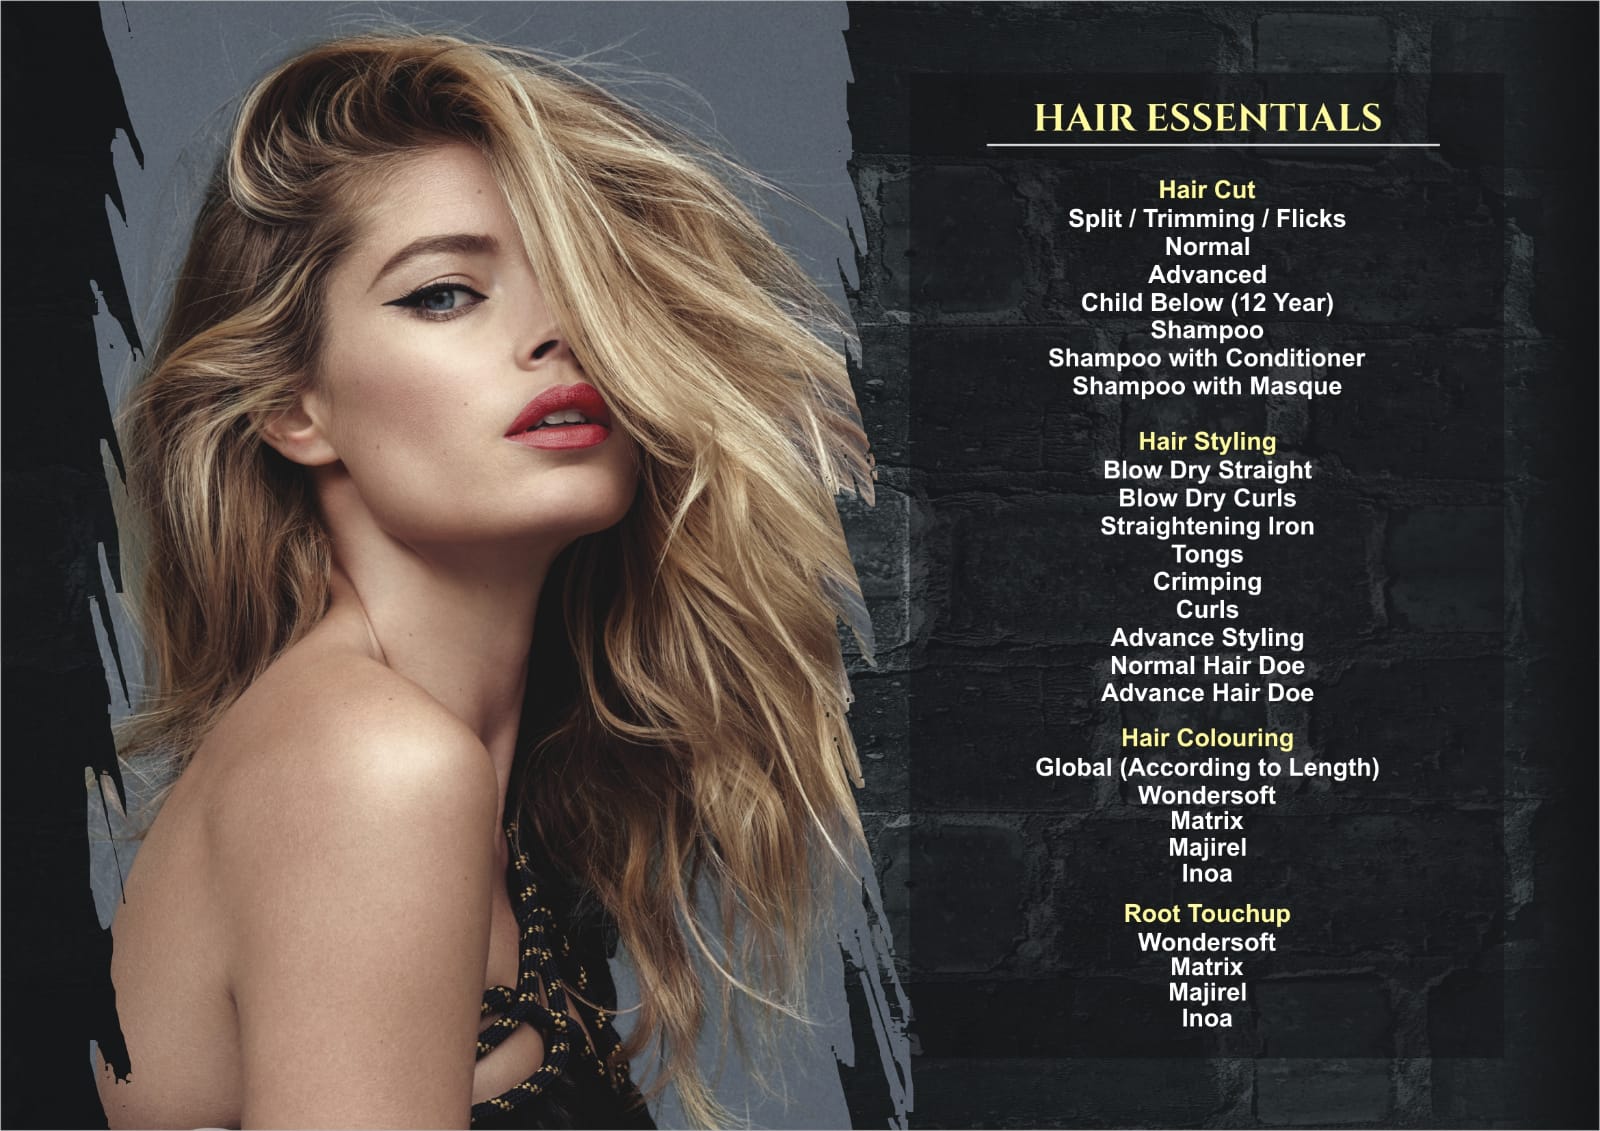 HAIR ESSENTIALS
Hair Cut
Split / Trimming / Flicks
Normal
Advanced
Child Below (12 Year)
Shampoo
Shampoo with Conditioner
Shampoo with Masque
Hair Styling
Blow Dry Straight
Blow Dry Curls
Straightening Iron
Tongs
Crimping
Curls
Advance Styling
Normal Hair Doe
Advance Hair Doe
Hair Colouring
Global (According to Length)
Wondersoft
Matrix
Majirel
Inoa
Root Touchup
Wondersoft
Matrix
Majirel
Inoa